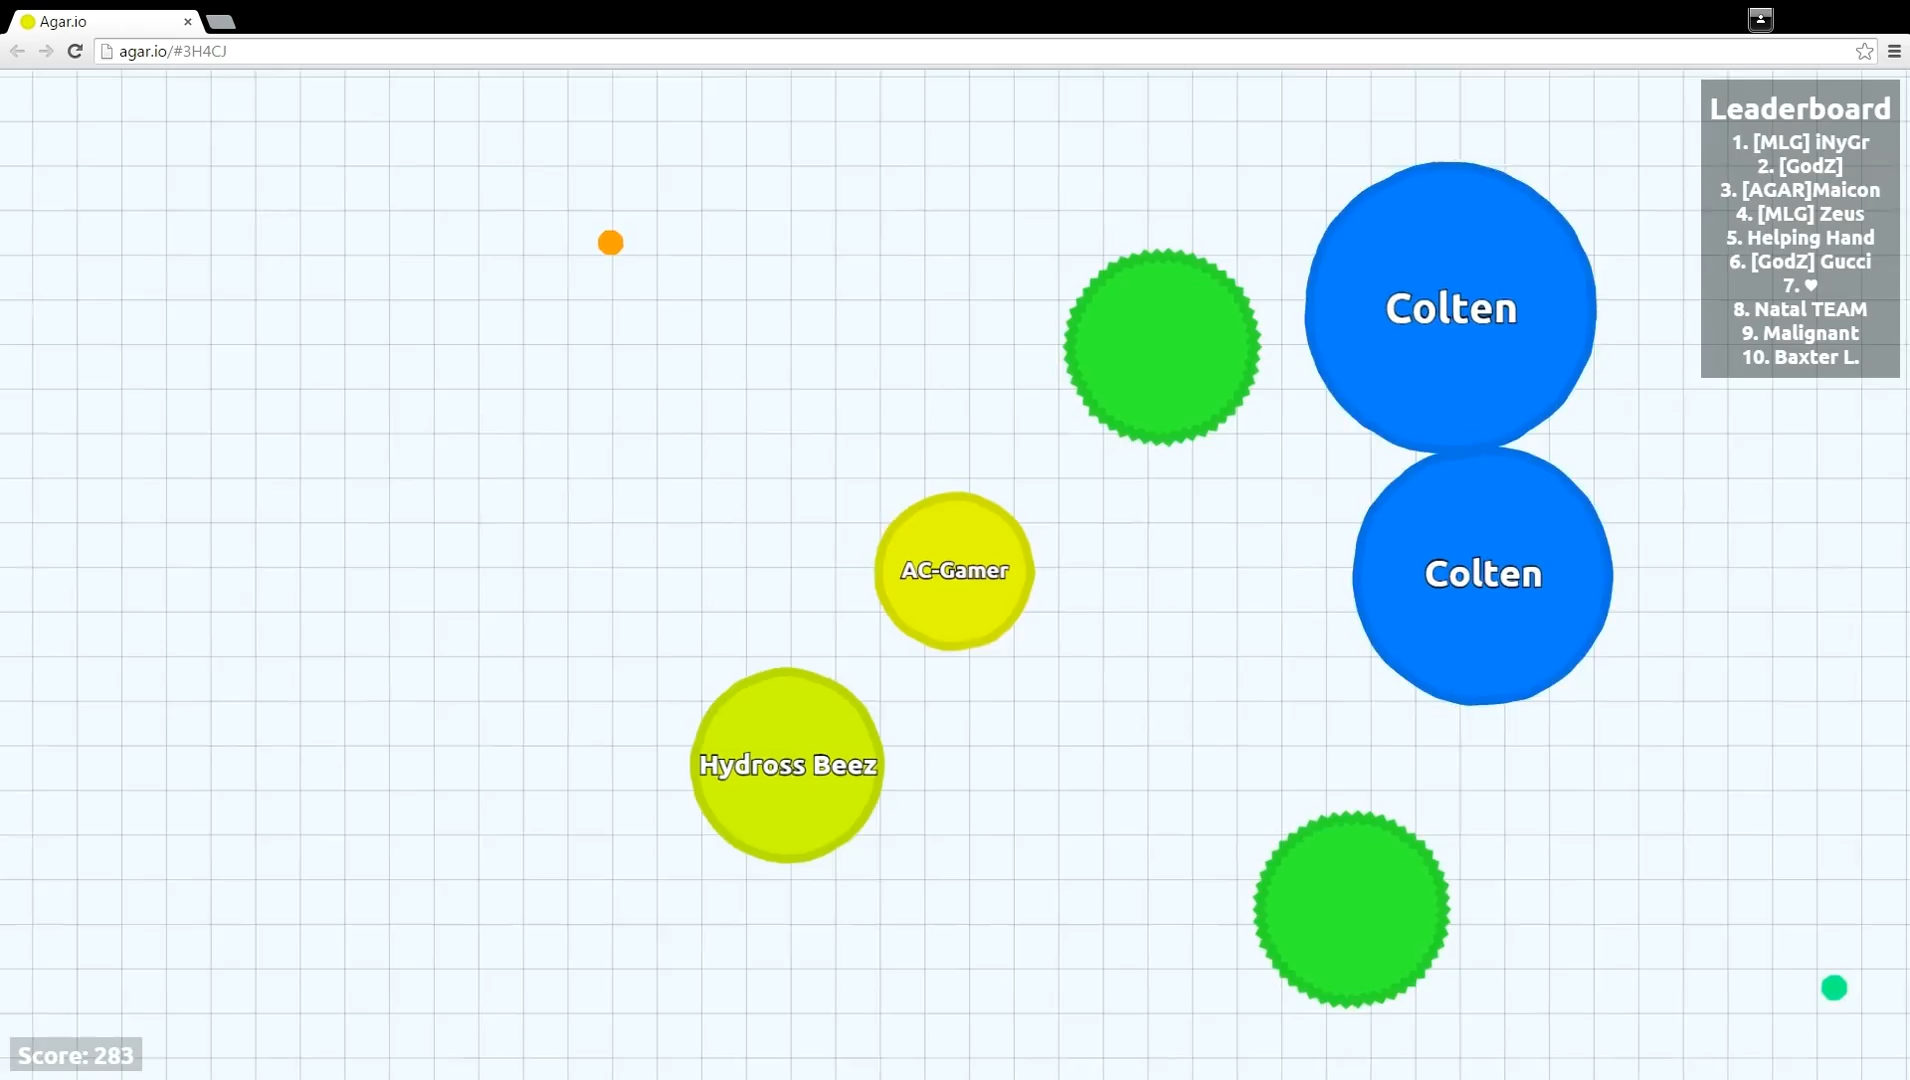 Agar.io
agar.io/#3H4CJ
Leaderboard
1. [MLG] iNyGr
2. [GodZ]
3. [AGAR]Maicon
4. [MLG] Zeus
5. Helping Hand
6. [GodZ] Gucci
7. ♥
8. Natal TEAM
9. Malignant
10. Baxter L.
Colten
AC-Gamer
Colten
Hydross Beez
Score: 283